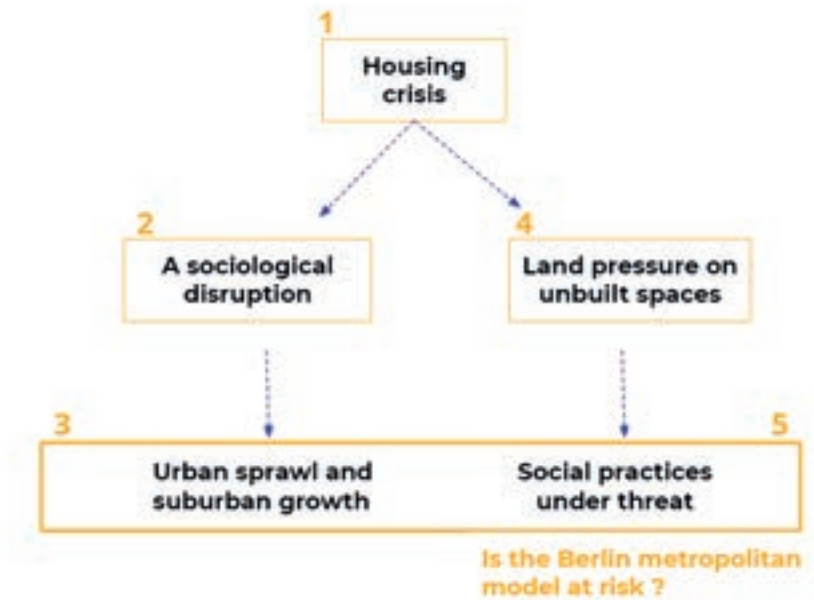 1
Housing
crisis
2
A sociological
disruption
4
Land pressure on
unbuilt spaces
3
Urban sprawl and
suburban growth
5
Social practices
under threat
Is the Berlin metropolitan
model at risk ?